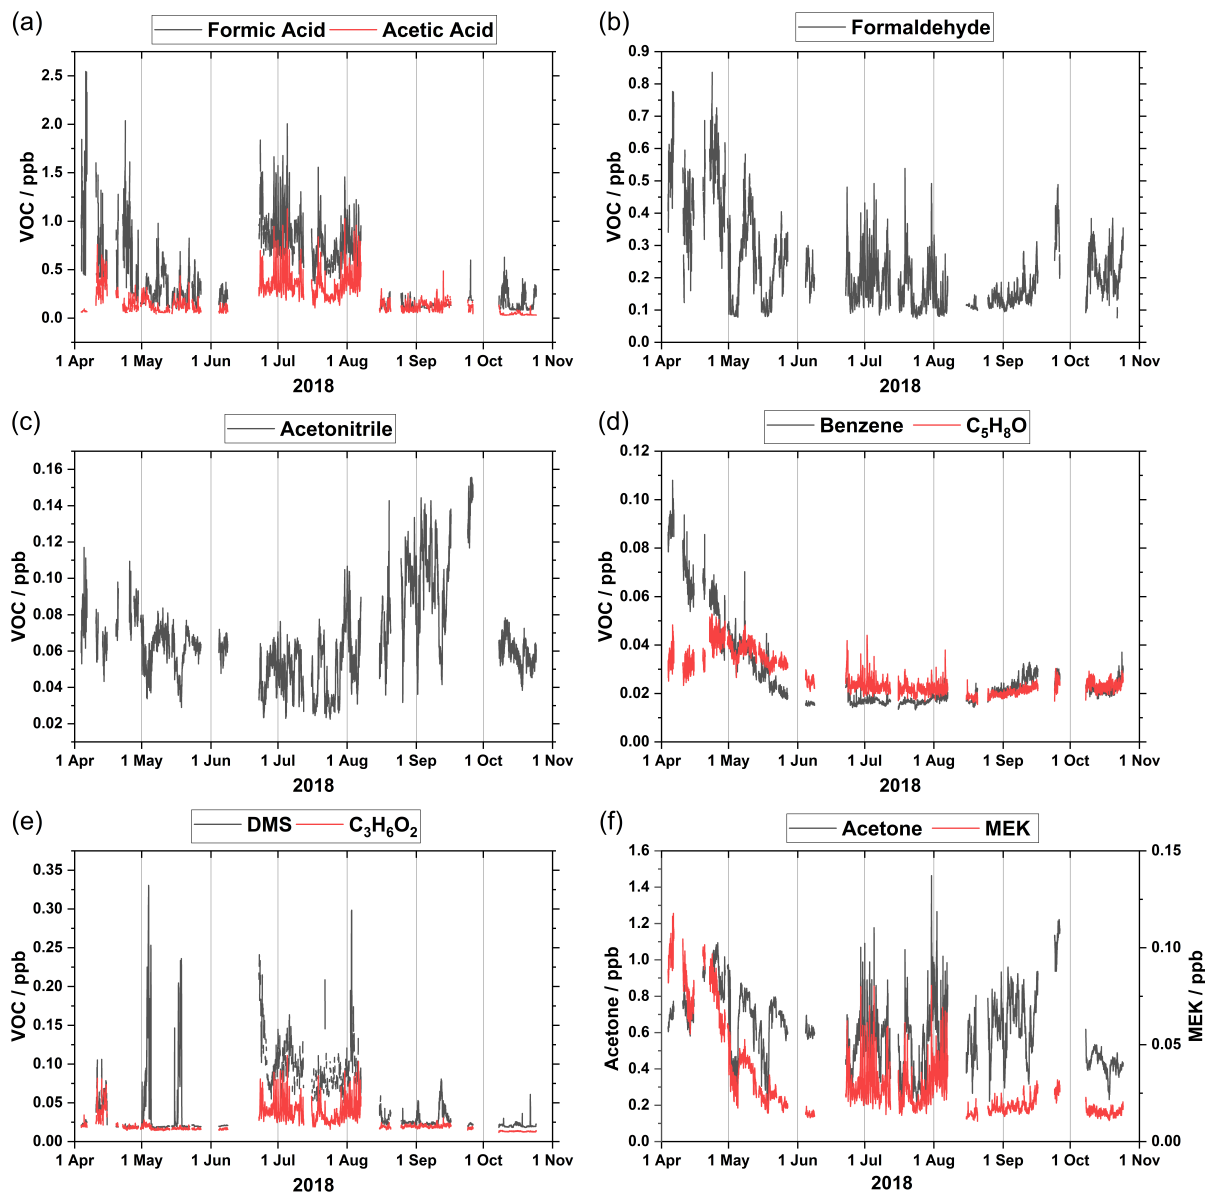 (a)
Formic Acid Acetic Acid
VOC / ppb
2.5
2.0
1.5
1.0
0.5
0.0
1 Apr 1 May 1 Jun 1 Jul 1 Aug 1 Sep 1 Oct 1 Nov
2018
(b)
Formaldehyde
VOC / ppb
0.9
0.8
0.7
0.6
0.5
0.4
0.3
0.2
0.1
0.0
1 Apr 1 May 1 Jun 1 Jul 1 Aug 1 Sep 1 Oct 1 Nov
2018
(c)
Acetonitrile
VOC / ppb
0.16
0.14
0.12
0.10
0.08
0.06
0.04
0.02
1 Apr 1 May 1 Jun 1 Jul 1 Aug 1 Sep 1 Oct 1 Nov
2018
(d)
Benzene C5H8O
VOC / ppb
0.12
0.10
0.08
0.06
0.04
0.02
0.00
1 Apr 1 May 1 Jun 1 Jul 1 Aug 1 Sep 1 Oct 1 Nov
2018
(e)
DMS C3H6O2
VOC / ppb
0.35
0.30
0.25
0.20
0.15
0.10
0.05
0.00
1 Apr 1 May 1 Jun 1 Jul 1 Aug 1 Sep 1 Oct 1 Nov
2018
(f)
Acetone MEK
Acetone / ppb
1.6
1.4
1.2
1.0
0.8
0.6
0.4
0.2
0.0
0.15
0.10
0.05
0.00
MEK / ppb
1 Apr 1 May 1 Jun 1 Jul 1 Aug 1 Sep 1 Oct 1 Nov
2018